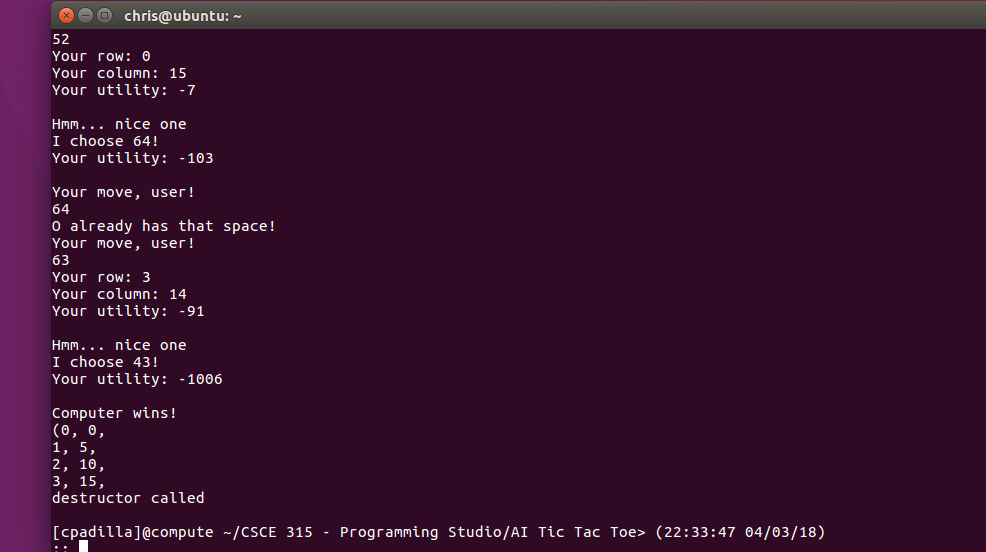 chris@ubuntu: ~
52
Your row: 0
Your column: 15
Your utility: -7
Hmm... nice one
I choose 64!
Your utility: -103
Your move, user!
64
O already has that space!
Your move, user!
63
Your row: 3
Your column: 14
Your utility: -91
Hmm... nice one
I choose 43!
Your utility: -1006
Computer wins!
(0, 0,
1, 5,
2, 10,
3, 15,
destructor called
[cpadilla]@compute ~/CSCE 315 - Programming Studio/AI Tic Tac Toe> (22:33:47 04/03/18)
::